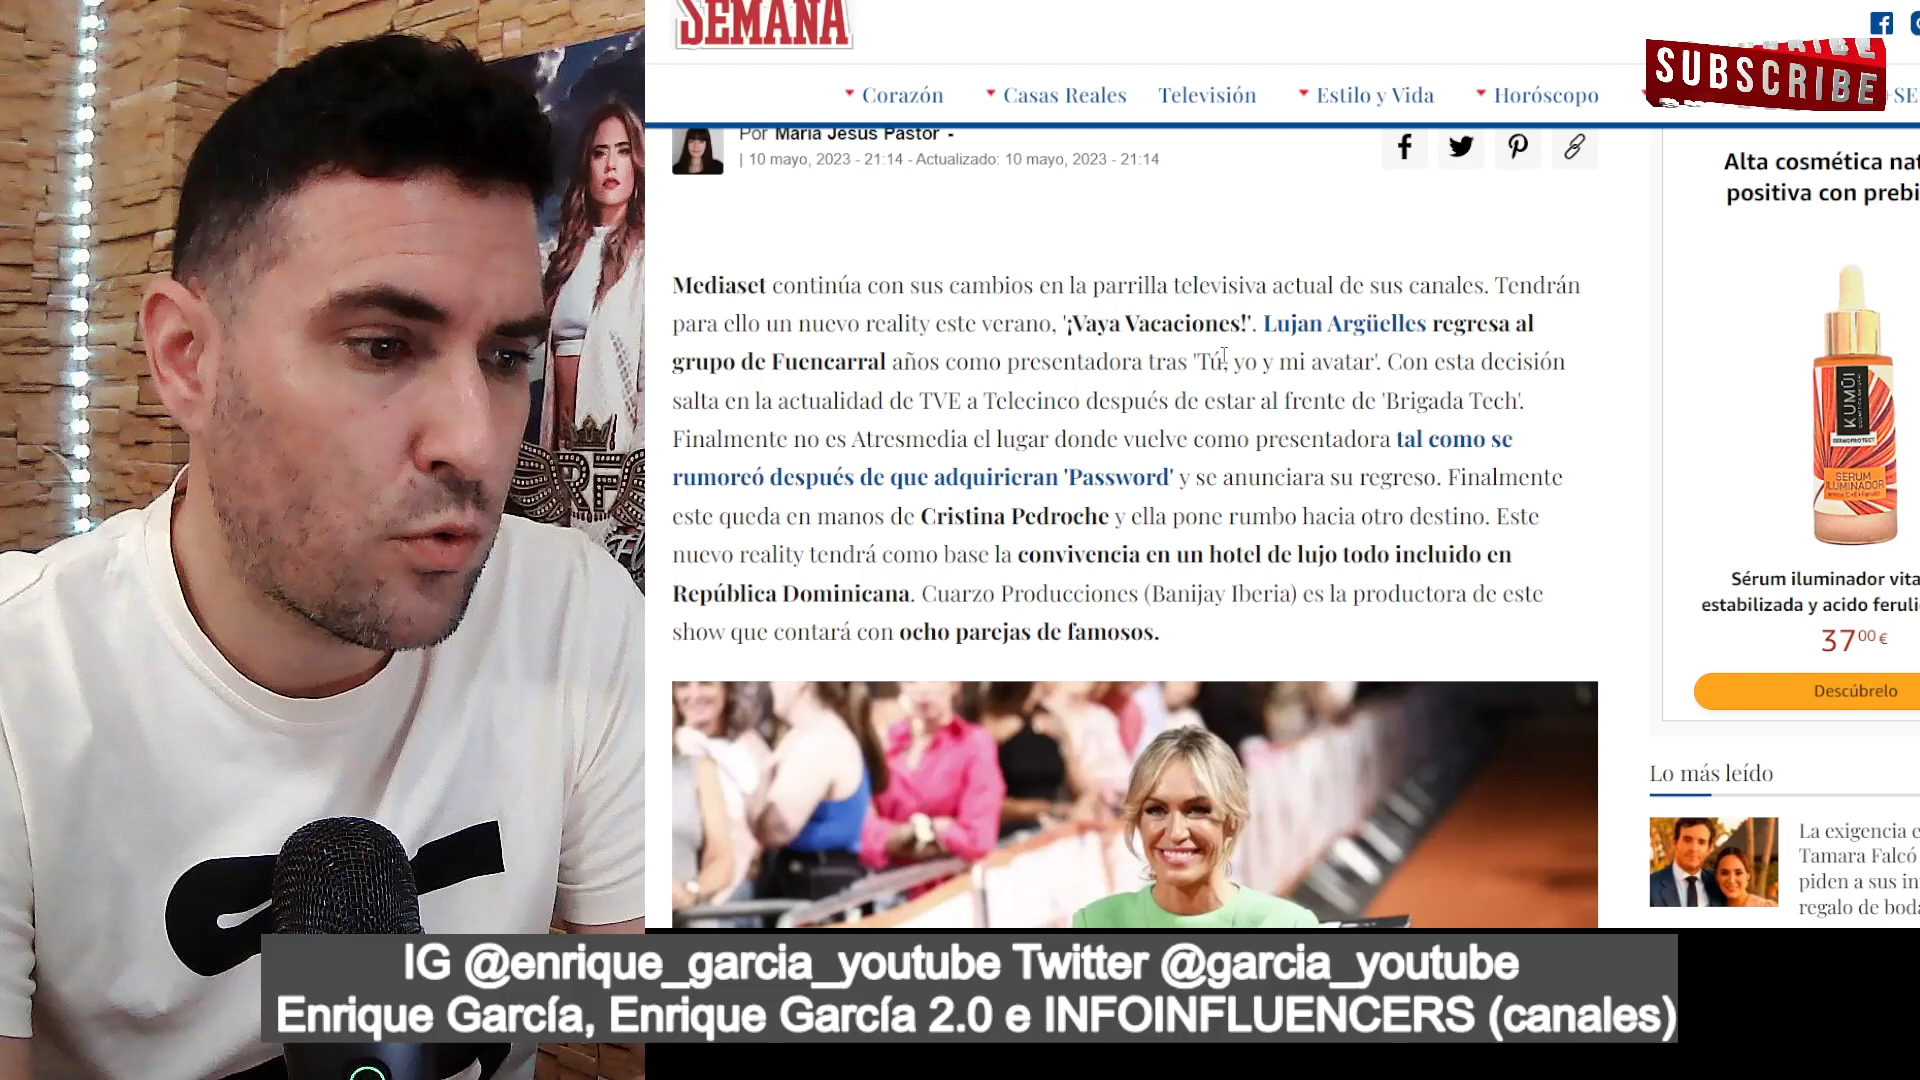 SEMANA
Corazón
Casas Reales
Televisión
Estilo y Vida
Horóscopo
SUBSCRIBE
Por María Jesús Pastor -
| 10 mayo, 2023 - 21:14 - Actualizado: 10 mayo, 2023 - 21:14
Mediaset continúa con sus cambios en la parrilla televisiva actual de sus canales. Tendrán
para ello un nuevo reality este verano, '¡Vaya Vacaciones!'. Lujan Argüelles regresa al
grupo de Fuencarral años como presentadora tras 'Tú, yo y mi avatar'. Con esta decisión
salta en la actualidad de TVE a Telecinco después de estar al frente de 'Brigada Tech'.
Finalmente no es Atresmedia el lugar donde vuelve como presentadora tal como se
rumoreó después de que adquirieran 'Password' y se anunciara su regreso. Finalmente
este queda en manos de Cristina Pedroche y ella pone rumbo hacia otro destino. Este
nuevo reality tendrá como base la convivencia en un hotel de lujo todo incluido en
República Dominicana. Cuarzo Producciones (Banijay Iberia) es la productora de este
show que contará con ocho parejas de famosos.
Alta cosmética nat
positiva con prebi
KUMÜI
SERUM
ILUMINADOR
Sérum iluminador vita
estabilizada y acido feruli
3700 €
Descúbrelo
Lo más leído
La exigencia e
Tamara Falcó
piden a sus in
regalo de boda
IG @enrique_garcia_youtube Twitter @garcia_youtube
Enrique García, Enrique García 2.0 e INFOINFLUENCERS (canales)